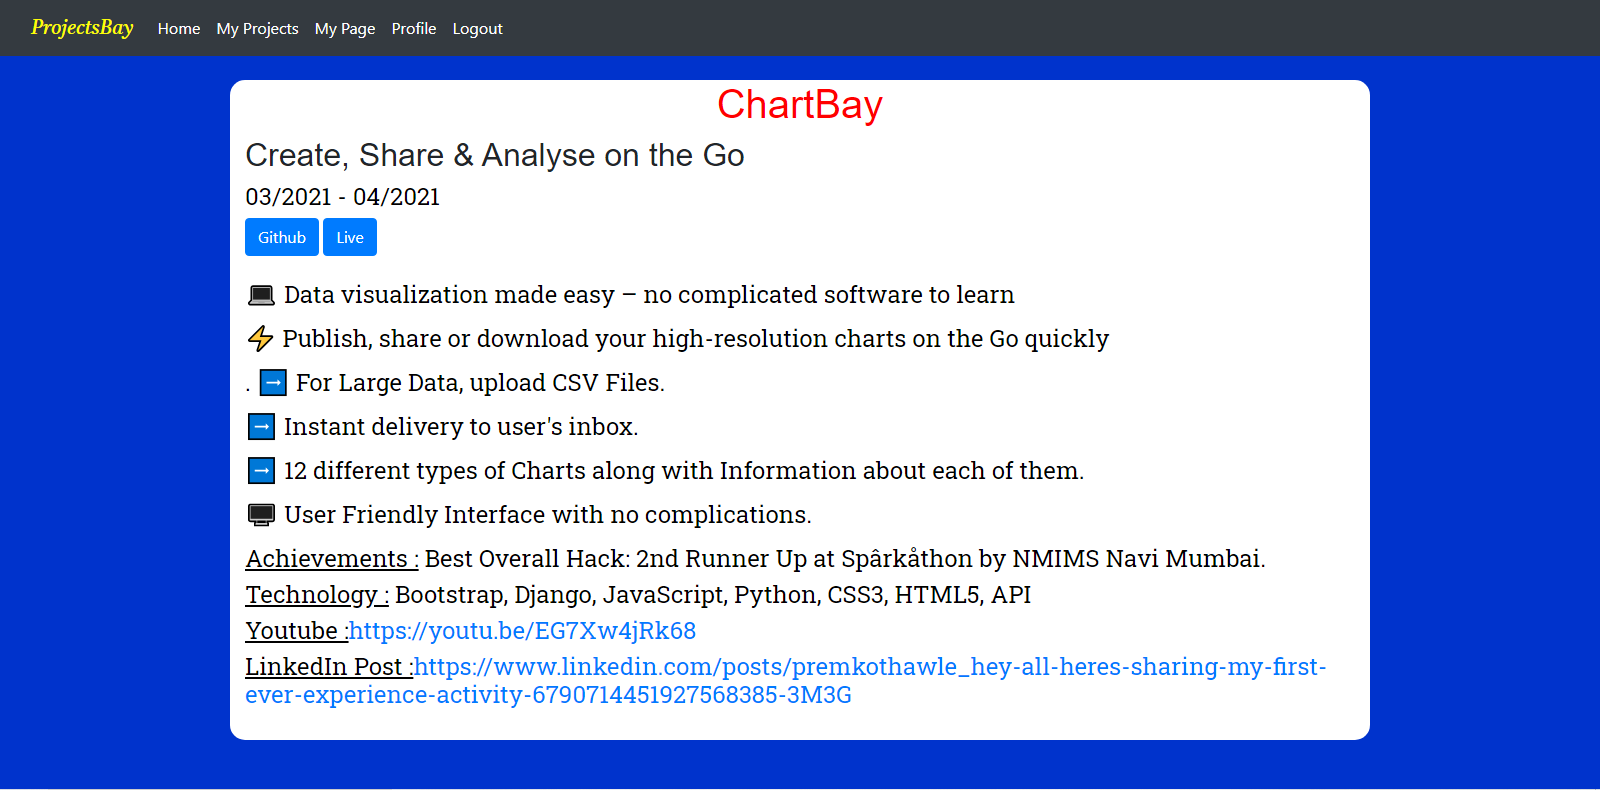 ProjectsBay Home My Projects My Page Profile Logout
ChartBay
Create, Share & Analyse on the Go
03/2021 - 04/2021
Github Live
💻 Data visualization made easy – no complicated software to learn
⚡ Publish, share or download your high-resolution charts on the Go quickly
. ➡️ For Large Data, upload CSV Files.
➡️ Instant delivery to user's inbox.
➡️ 12 different types of Charts along with Information about each of them.
🖥️ User Friendly Interface with no complications.
Achievements : Best Overall Hack: 2nd Runner Up at Spârkåthon by NMIMS Navi Mumbai.
Technology : Bootstrap, Django, JavaScript, Python, CSS3, HTML5, API
Youtube :https://youtu.be/EG7Xw4jRk68
LinkedIn Post :https://www.linkedin.com/posts/premkothawle_hey-all-heres-sharing-my-first-
ever-experience-activity-6790714451927568385-3M3G